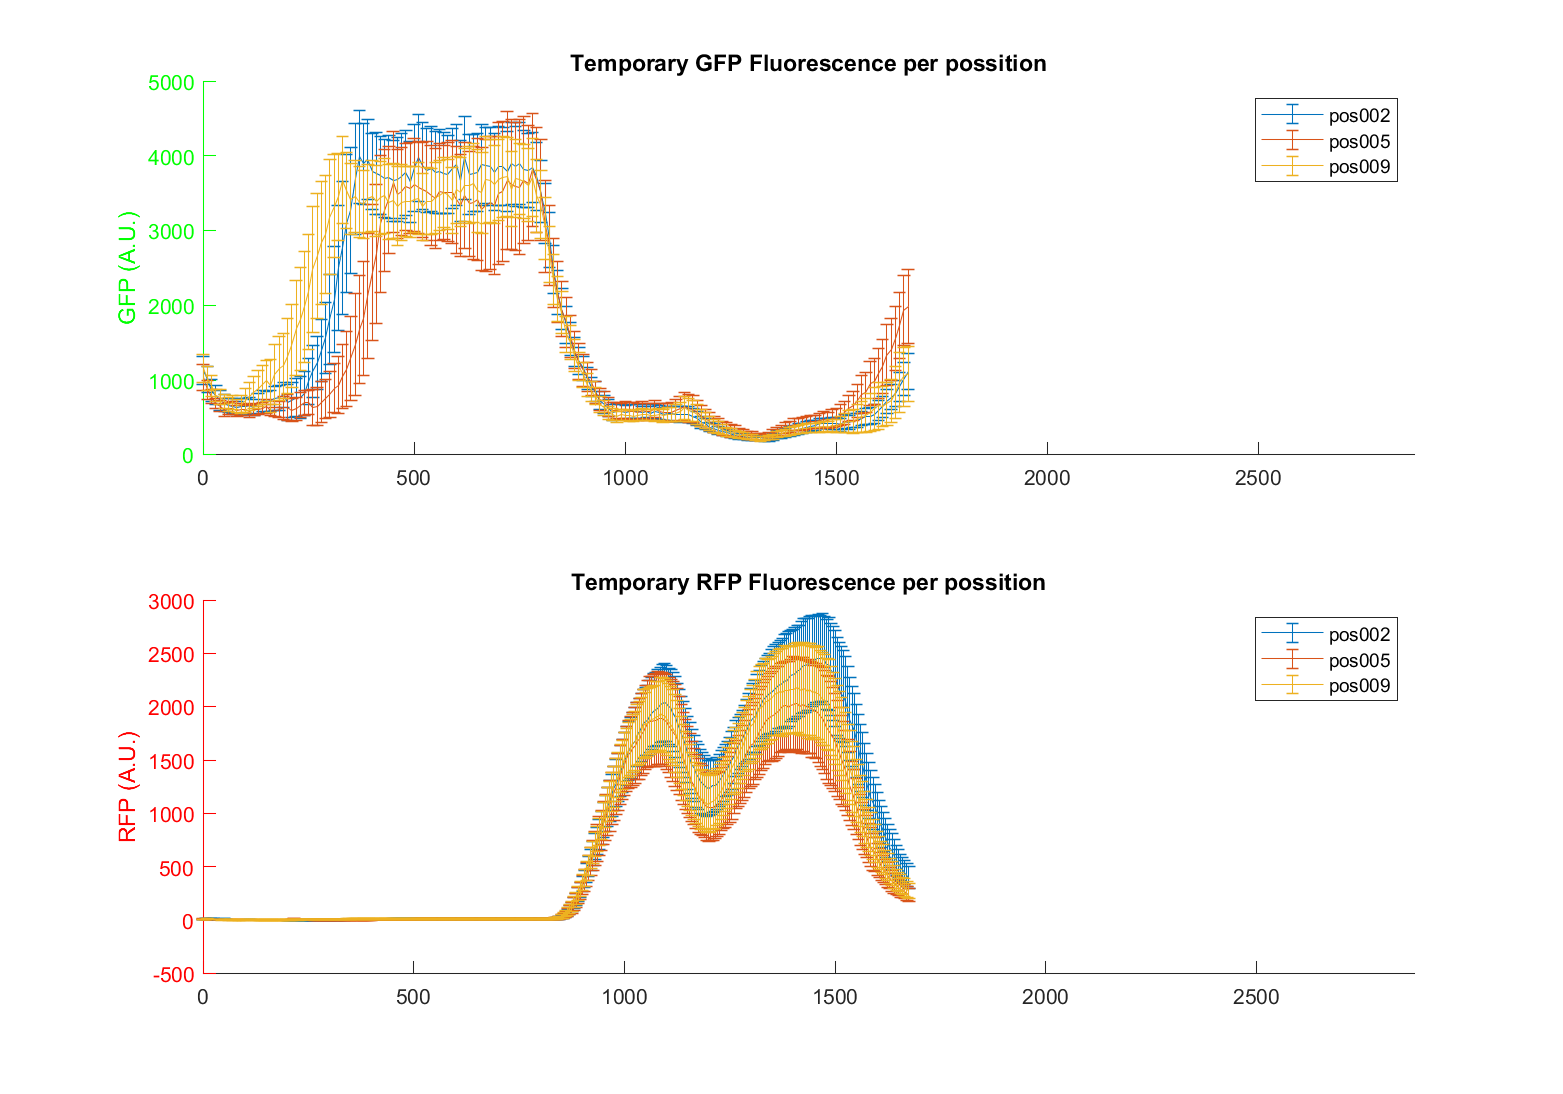 Temporary GFP Fluorescence per possition
5000
4000
3000
2000
1000
0
GFP (A.U.)
0 500 1000 1500 2000 2500
pos002
pos005
pos009
Temporary RFP Fluorescence per possition
3000
2500
2000
1500
1000
500
0
-500
RFP (A.U.)
0 500 1000 1500 2000 2500
pos002
pos005
pos009